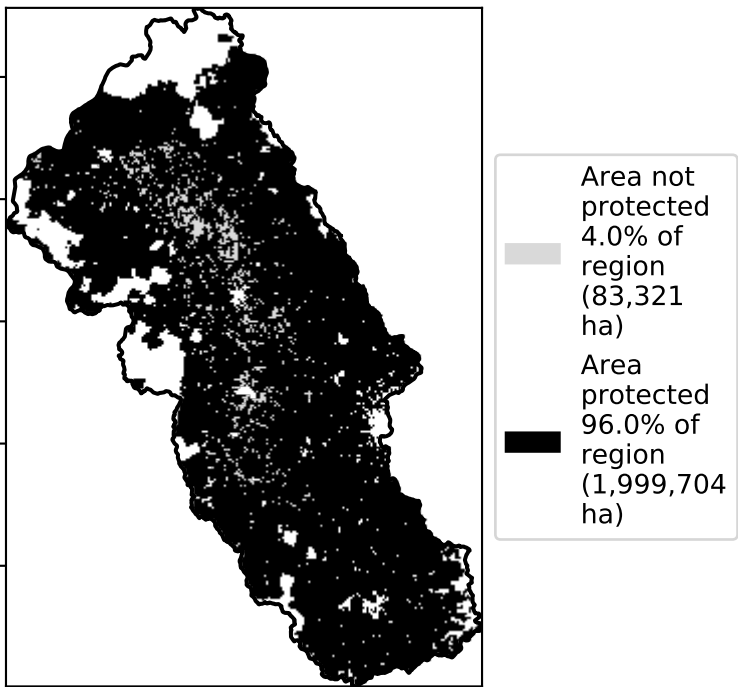 Area not
protected
4.0% of
region
(83,321
ha)
Area
protected
96.0% of
region
(1,999,704
ha)